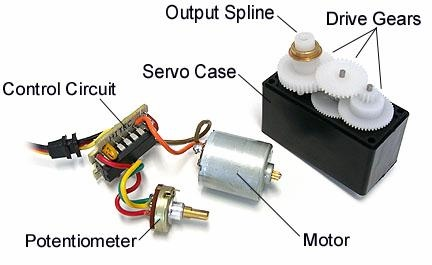 Output Spline
Drive Gears
Servo Case
Control Circuit
Potentiometer
Motor